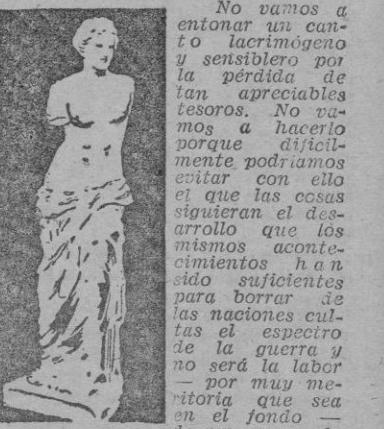 No vamos a
entonar un can-
to lacrimógeno
y sensiblero por
la pérdida de
tan apreciables
tesoros. No va-
mos a hacerlo
porque difícil-
mente podríamos
evitar con ello
el que las cosas
siguieran el des-
arrollo que los
mismos aconte-
cimientos han
sido suficientes
para borrar de
las naciones cul-
tas el espectro
de la guerra y
no será la labor
— por muy me-
ritoria que sea
en el fondo —